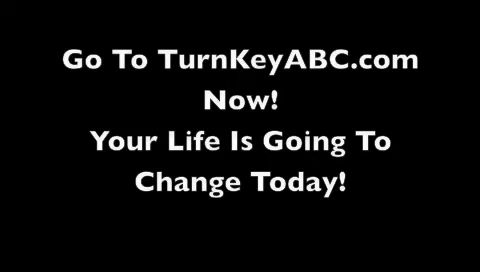 Go To TurnKeyABC.com
Now!
Your Life Is Going To
Change Today!